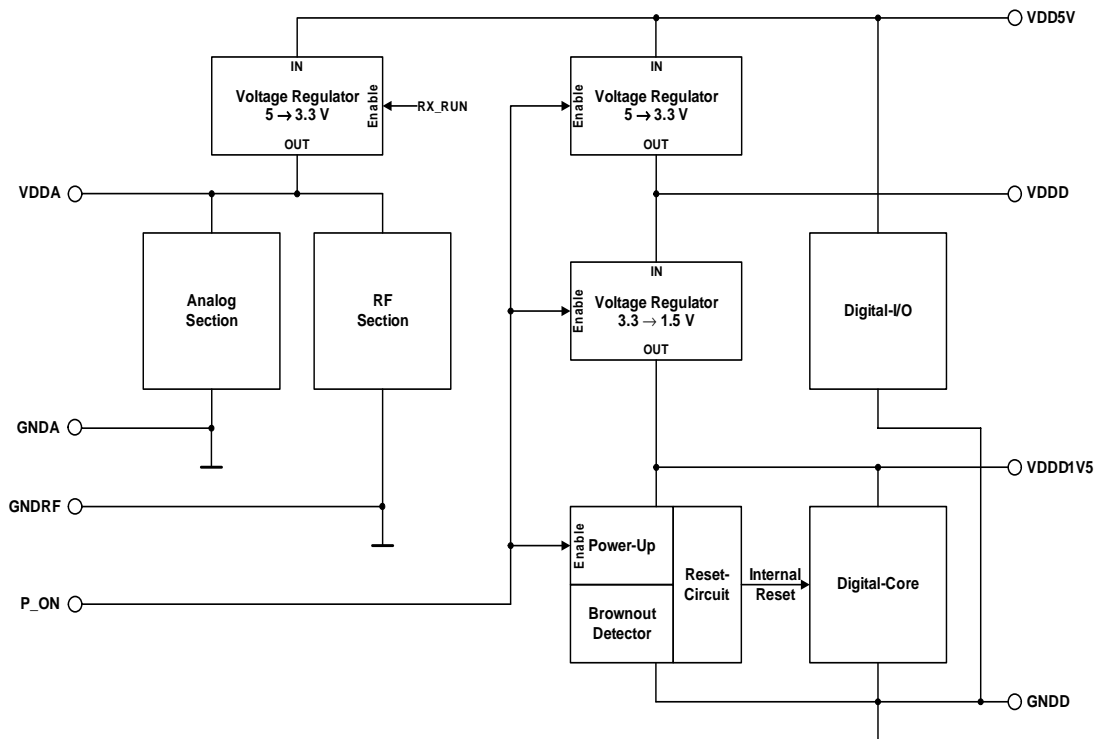 VDD5V
IN
Voltage Regulator
5 → 3.3 V
Enable
OUT
RX_RUN
IN
Enable
Voltage Regulator
5 → 3.3 V
OUT
VDDA
VDDD
Analog
Section
RF
Section
IN
Enable
Voltage Regulator
3.3 → 1.5 V
OUT
Digital-I/O
GNDA
VDDD1V5
GNDRF
Enable
Power-Up
Brownout
Detector
Reset-
Circuit
Internal
Reset
Digital-Core
P_ON
GNDD